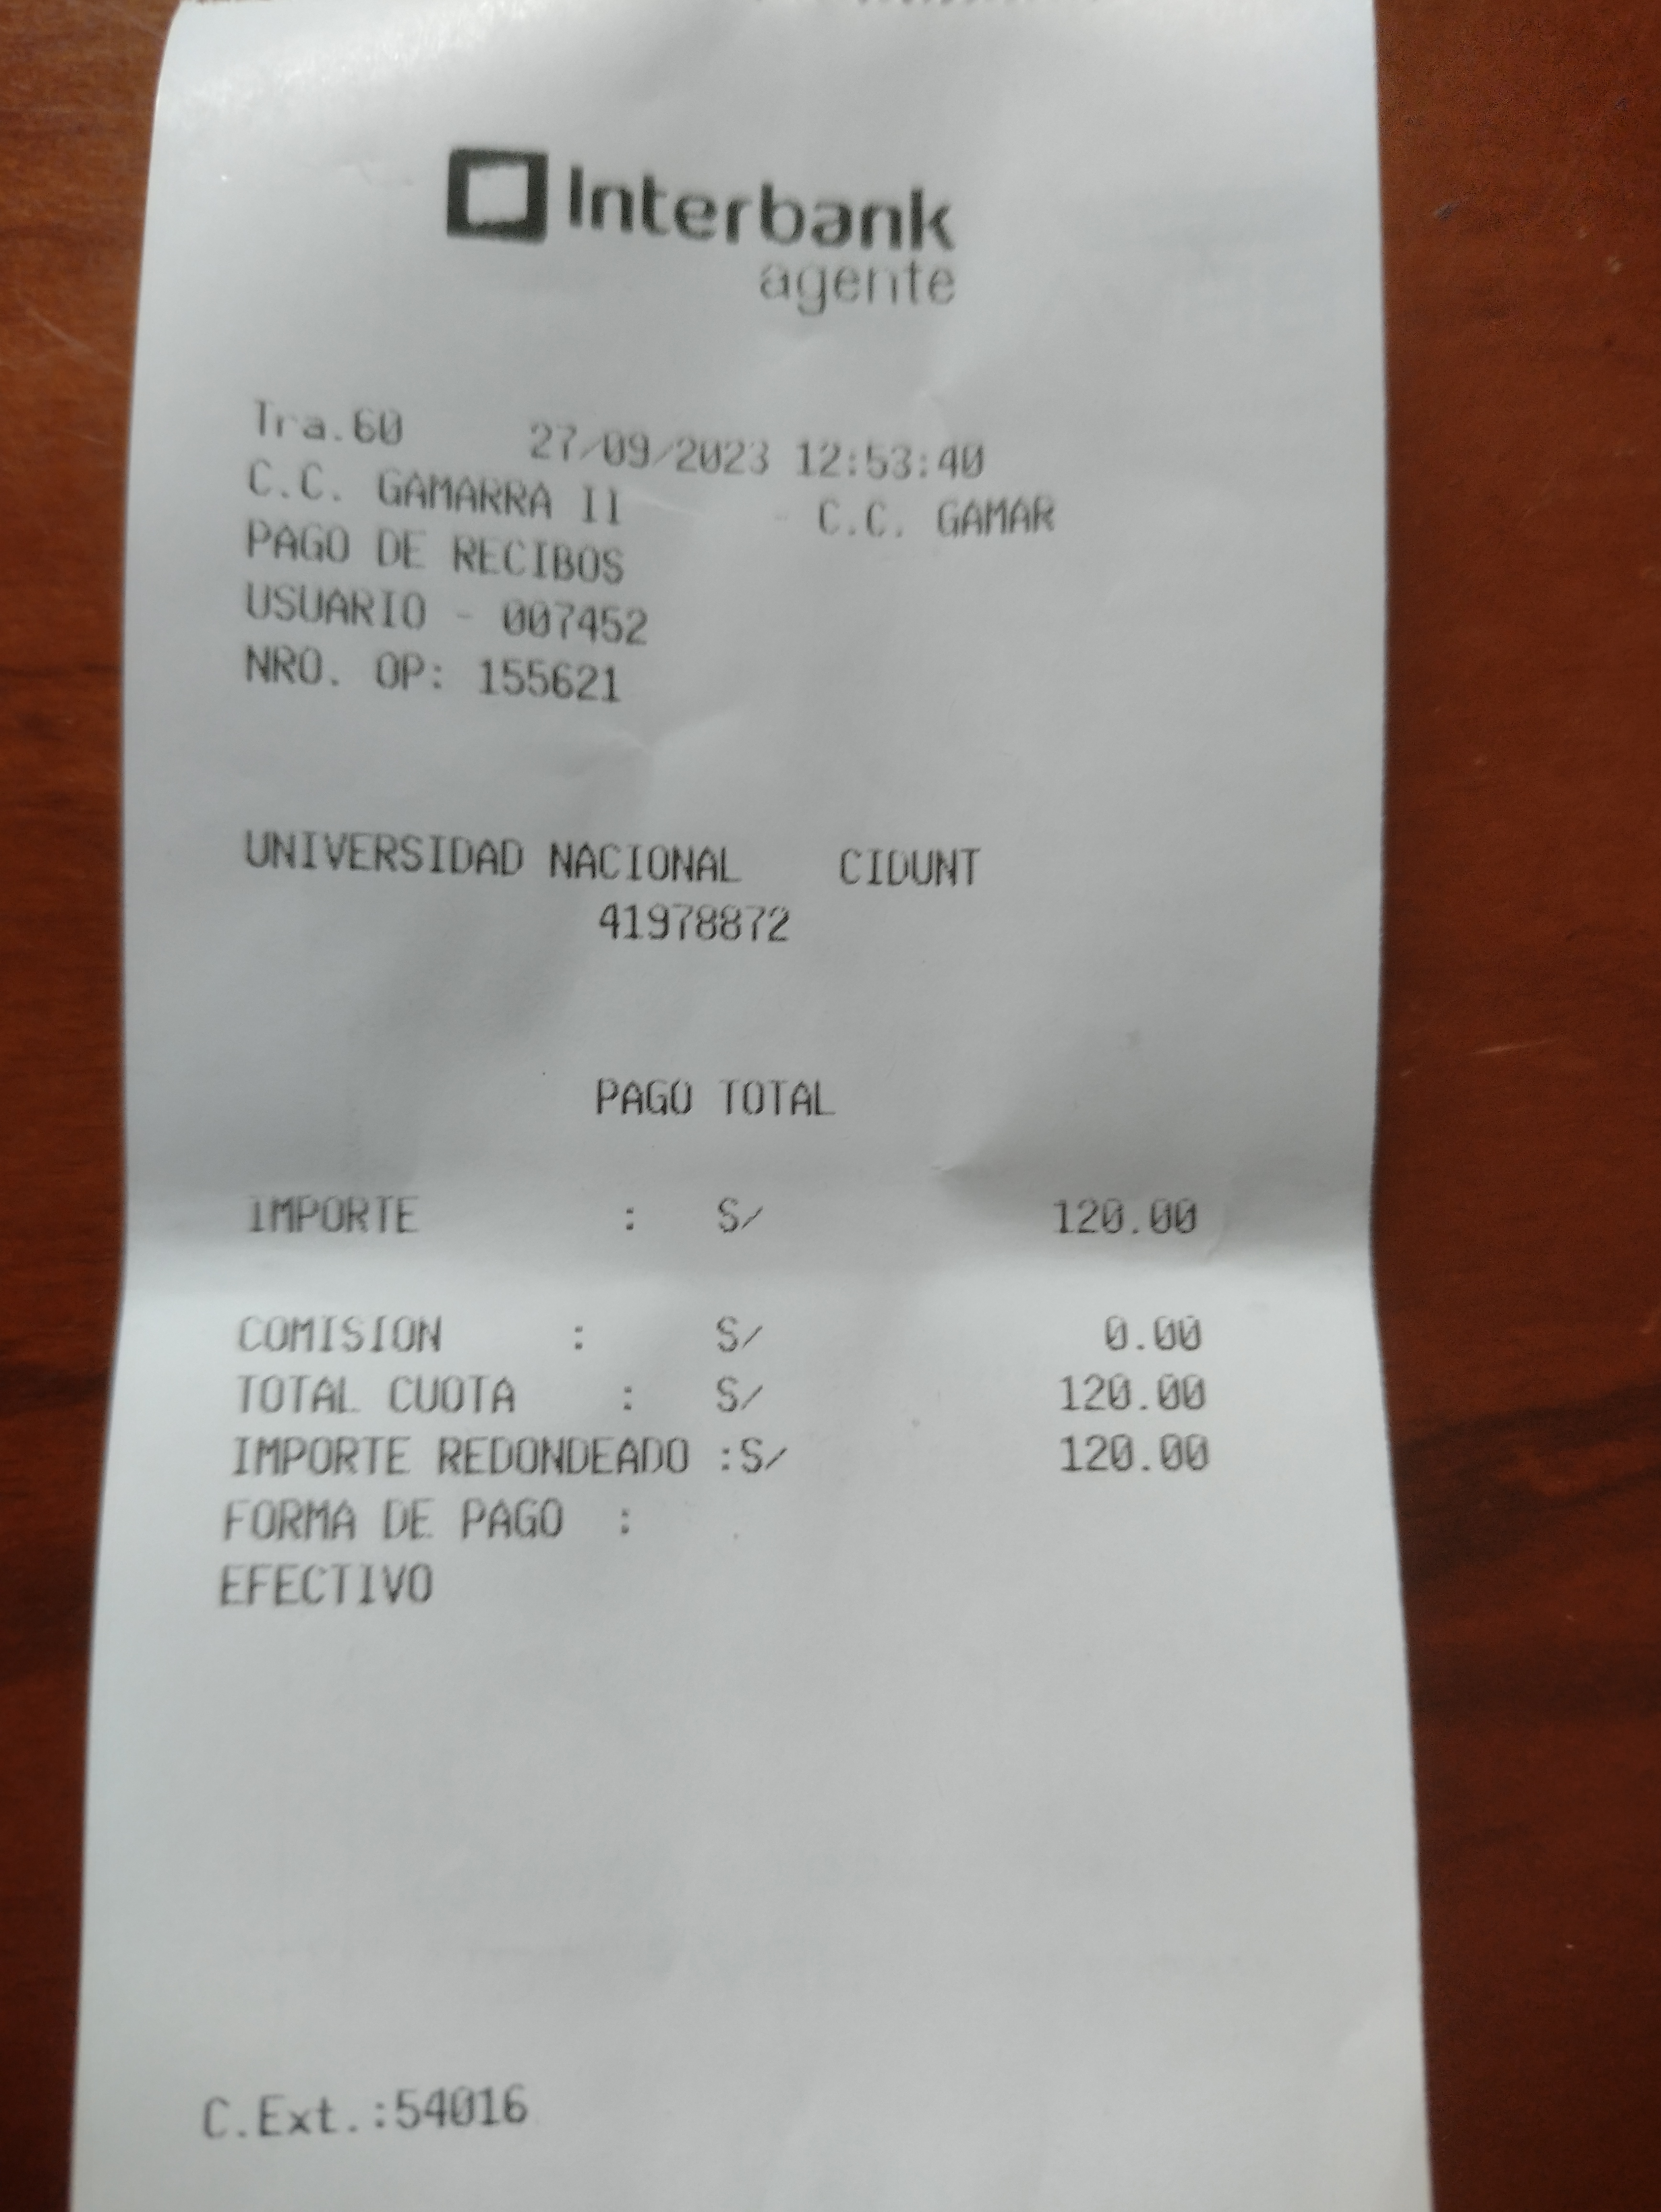 Interbank
agente
Tra.60 27/09/2023 12:53:40
C.C. GAMARRA II - C.C. GAMAR
PAGO DE RECIBOS
USUARIO - 007452
NRO. OP: 155621
UNIVERSIDAD NACIONAL CIDUNT
41978872
PAGO TOTAL
IMPORTE : S/ 120.00
COMISION : S/ 0.00
TOTAL CUOTA : S/ 120.00
IMPORTE REDONDEADO :S/ 120.00
FORMA DE PAGO :
EFECTIVO
C.Ext.:54016